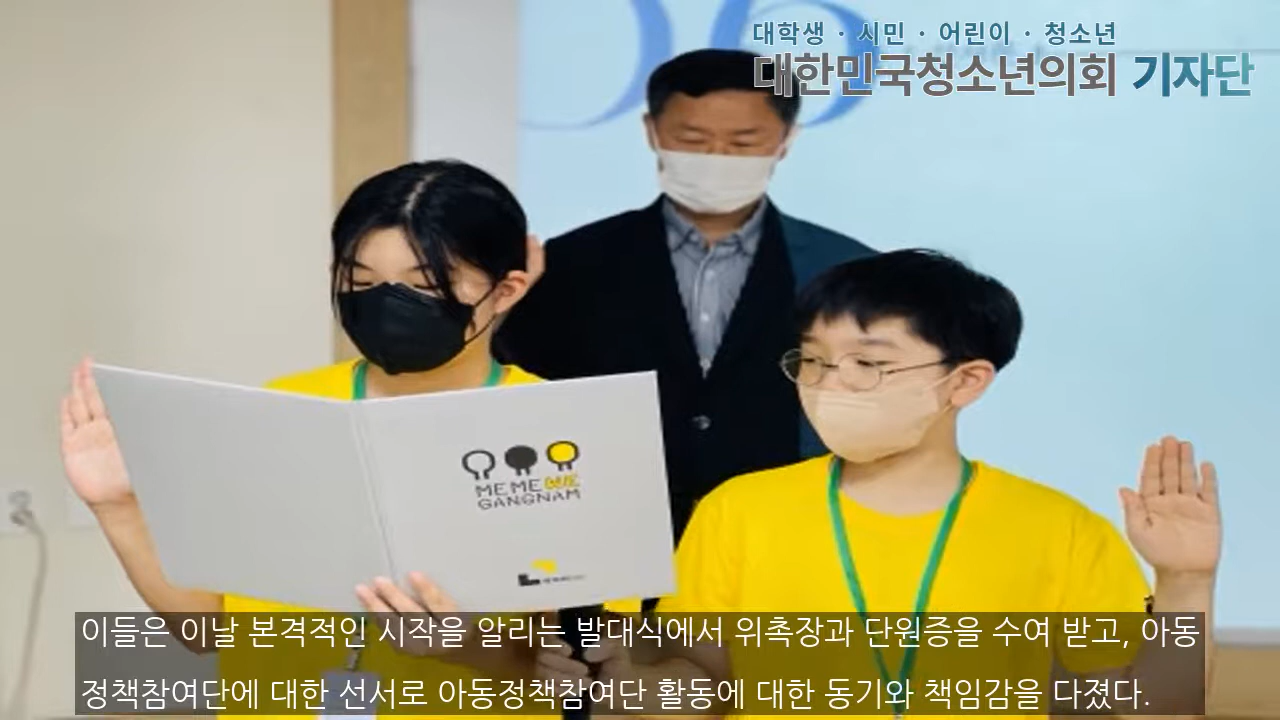 대학생 · 시민 · 어린이 · 청소년
대한민국청소년의회 기자단
ME ME WE
GANGNAM
이들은 이날 본격적인 시작을 알리는 발대식에서 위촉장과 단원증을 수여 받고, 아동
정책참여단에 대한 선서로 아동정책참여단 활동에 대한 동기와 책임감을 다졌다.